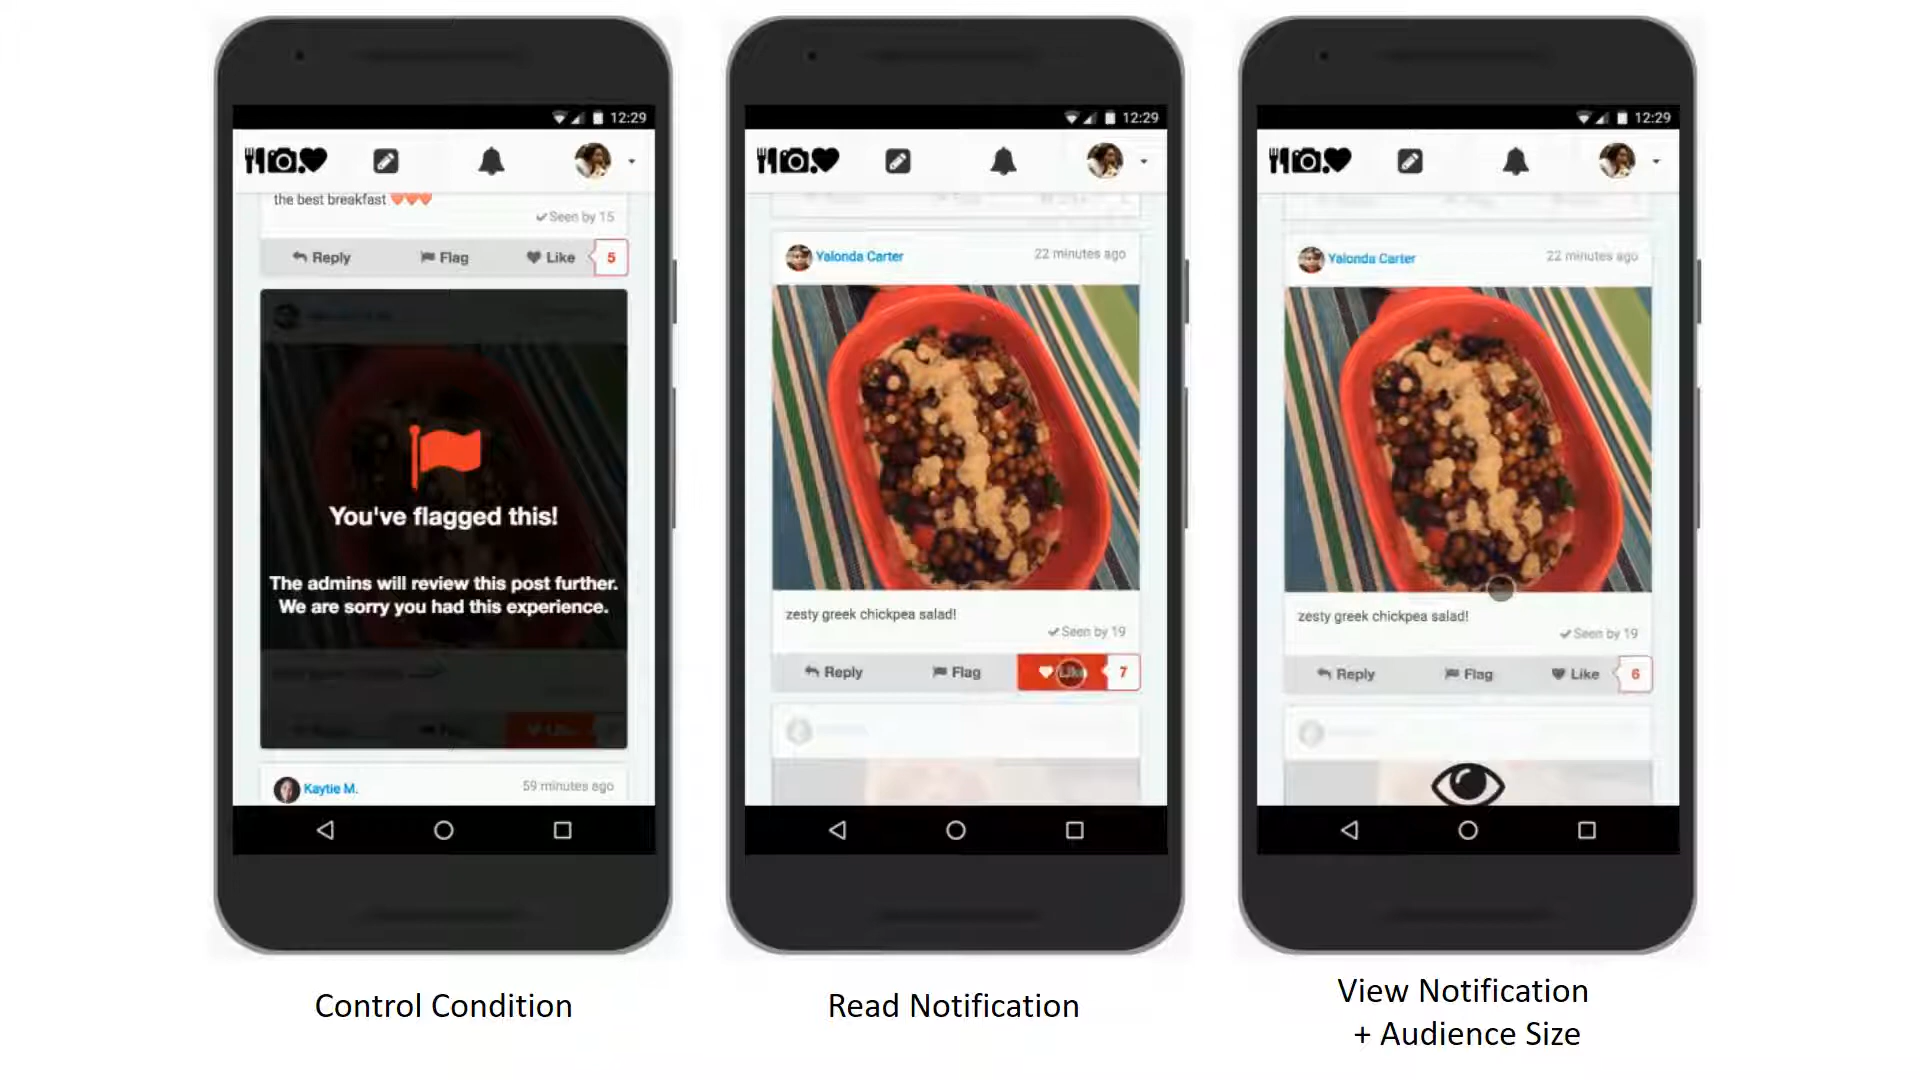 12:29
the best breakfast
Seen by 15
Reply
Flag
Like
5
You've flagged this!
The admins will review this post further.
We are sorry you had this experience.
Kaytie M.
59 minutes ago
Control Condition
12:29
Yalonda Carter
22 minutes ago
zesty greek chickpea salad!
Seen by 19
Reply
Flag
Like
7
Read Notification
12:29
Yalonda Carter
22 minutes ago
zesty greek chickpea salad!
Seen by 19
Reply
Flag
Like
6
View Notification
+ Audience Size